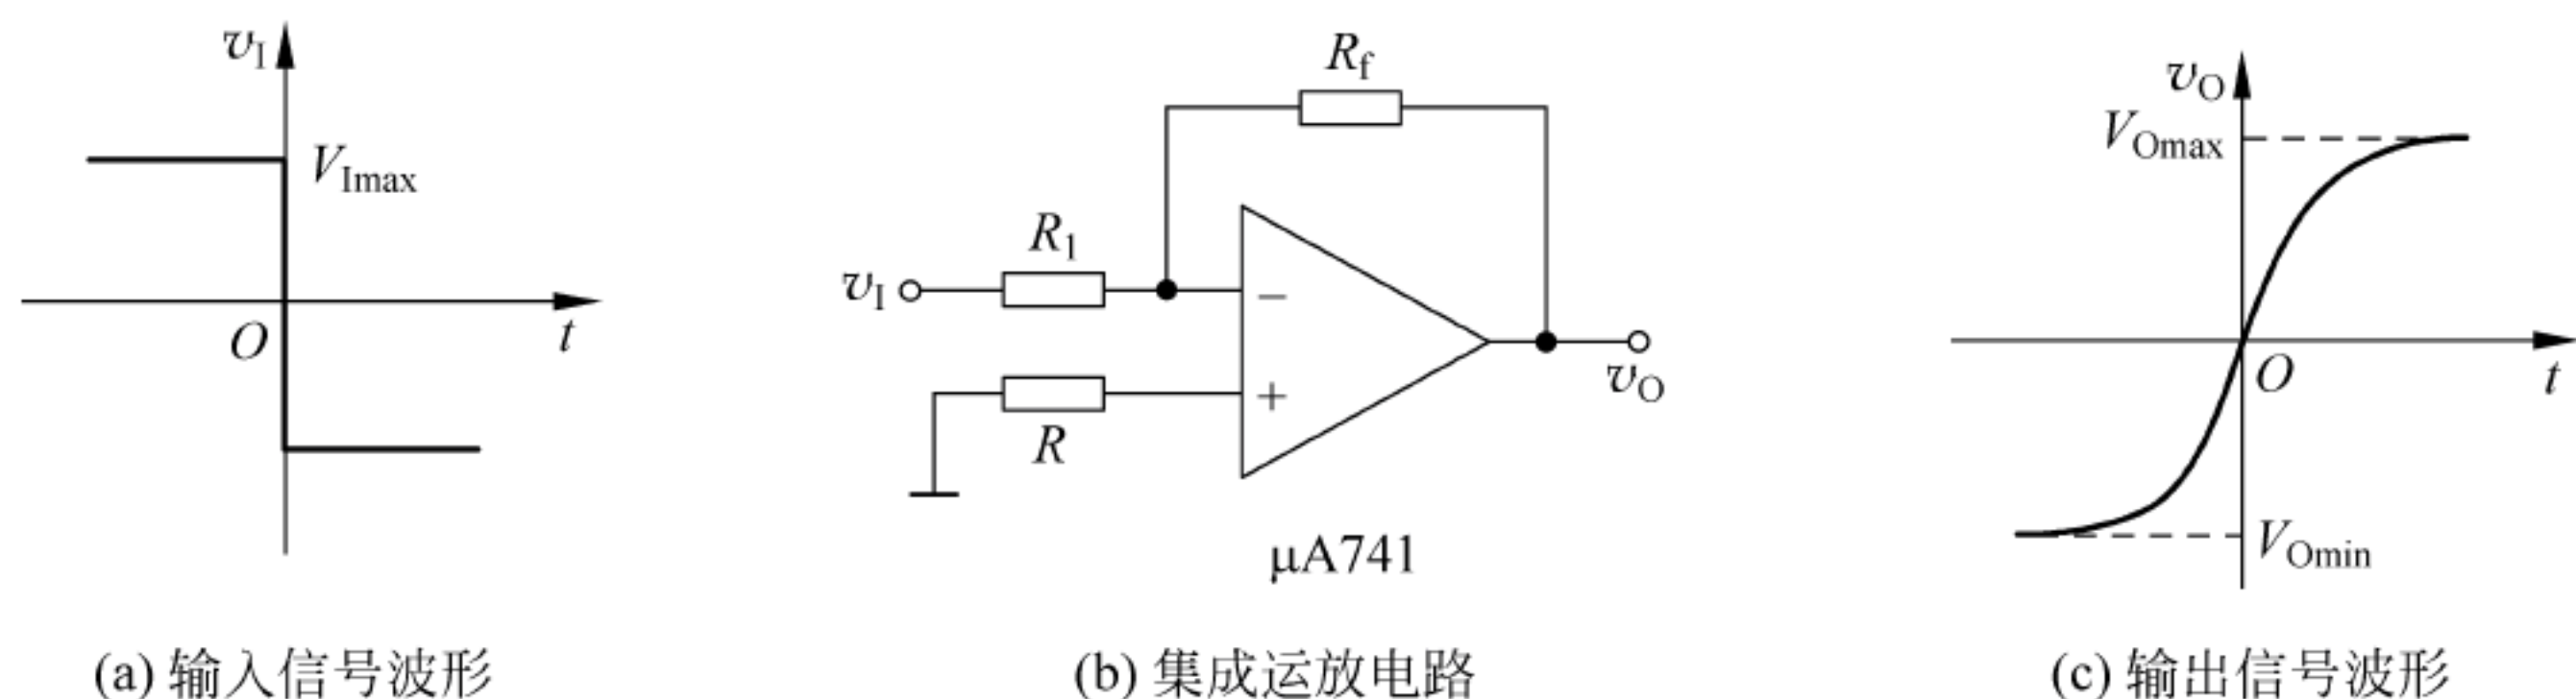 v_I
V_Imax
O
t
(a) 输入信号波形
R_f
R_1
v_I
−
+
R
v_O
μA741
(b) 集成运放电路
v_O
V_Omax
O
t
V_Omin
(c) 输出信号波形